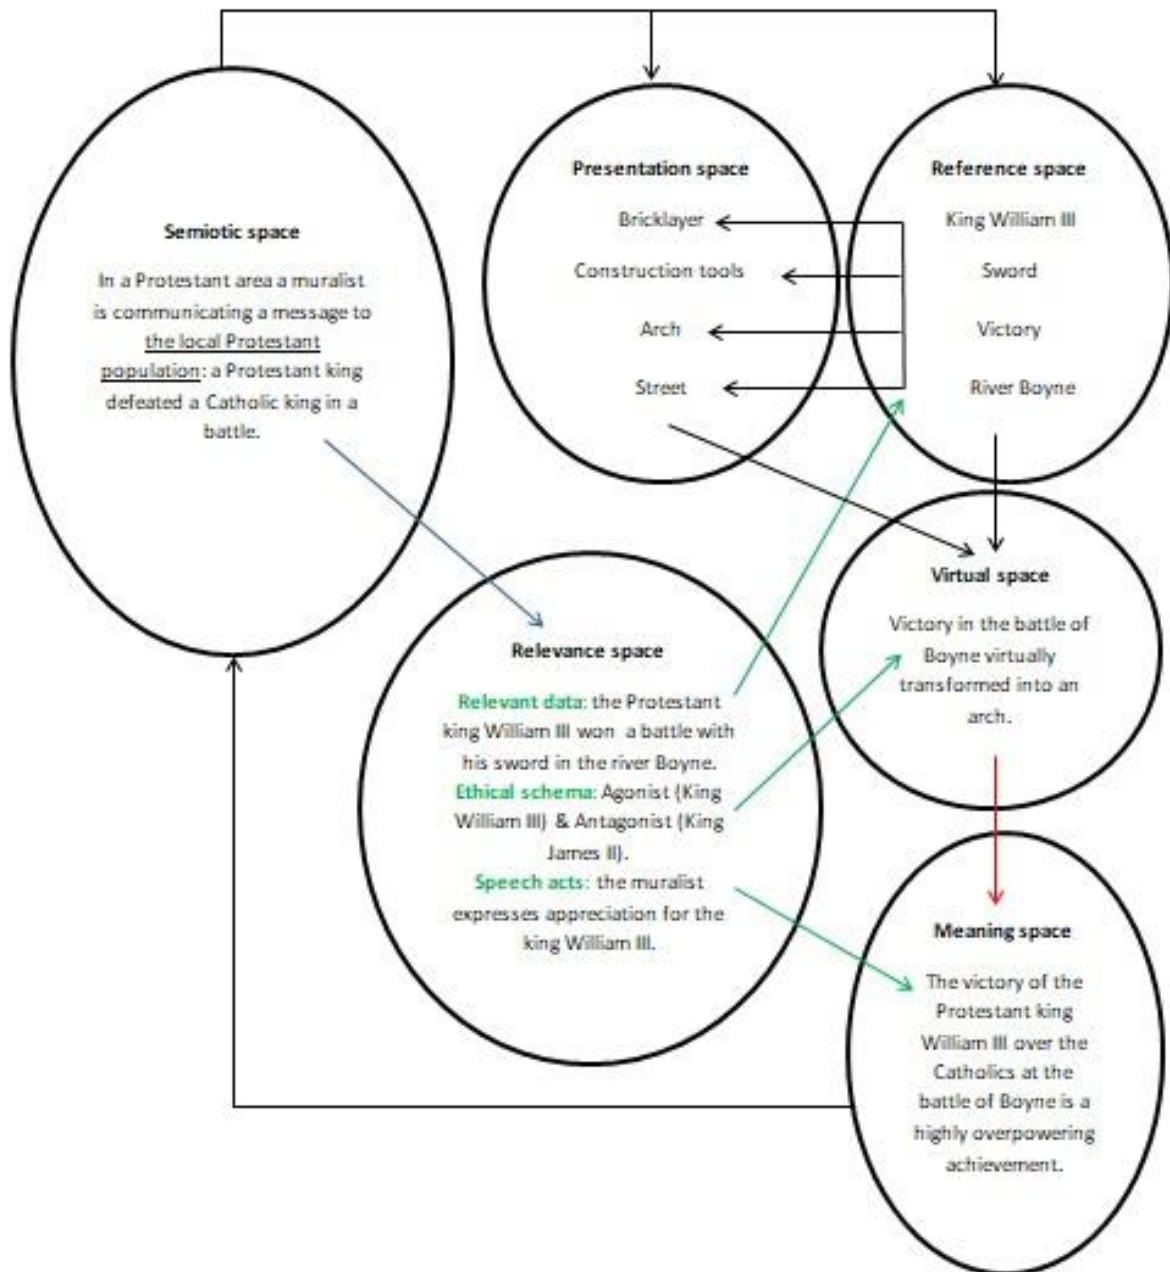 Semiotic space
In a Protestant area a muralist
is communicating a message to
the local Protestant
population: a Protestant king
defeated a Catholic king in a
battle.
Presentation space
Bricklayer
Construction tools
Arch
Street
Reference space
King William III
Sword
Victory
River Boyne
Relevance space
Relevant data: the Protestant
king William III won a battle with
his sword in the river Boyne.
Ethical schema: Agonist (King
William III) & Antagonist (King
James II).
Speech acts: the muralist
expresses appreciation for the
king William III.
Virtual space
Victory in the battle of
Boyne virtually
transformed into an
arch.
Meaning space
The victory of the
Protestant king
William III over the
Catholics at the
battle of Boyne is a
highly overpowering
achievement.